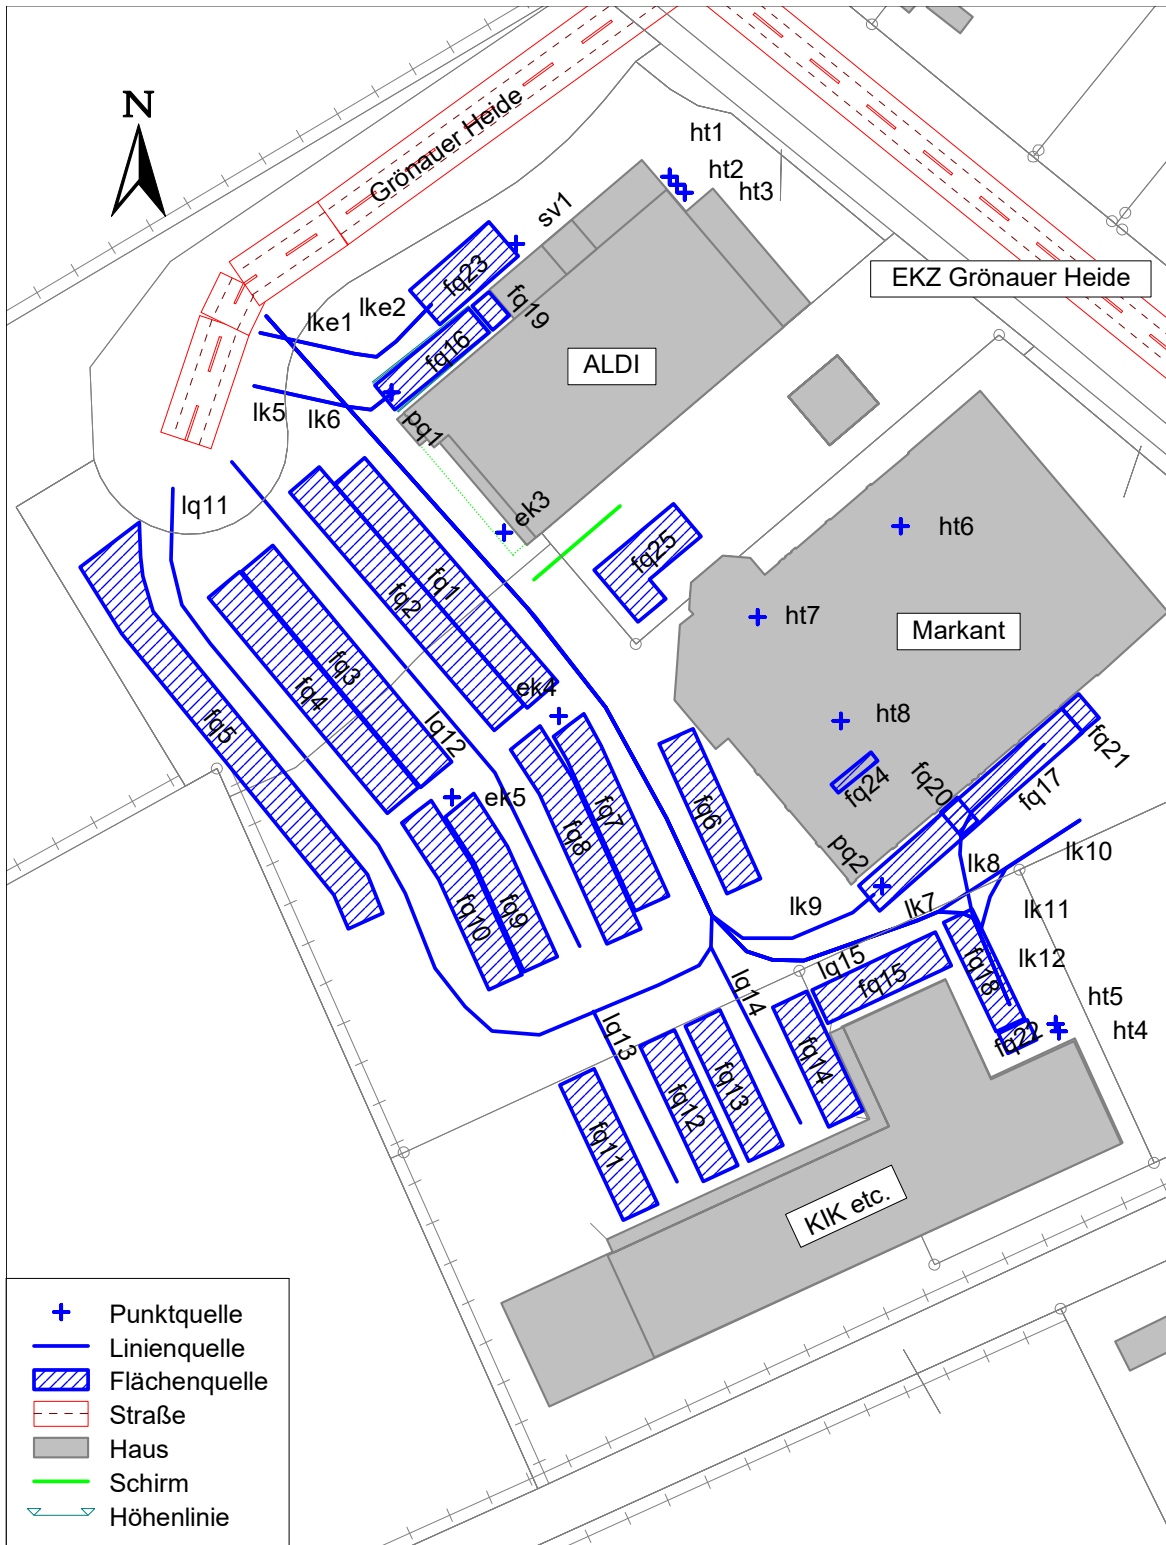 N
Grönauer Heide
ht1
ht2
ht3
sv1
fq23
EKZ Grönauer Heide
lke1
lke2
fq19
fq16
ALDI
lk5
lk6
pq1
lq11
ek3
fq25
ht6
fq1
fq2
ht7
Markant
fq3
fq4
ek4
fq5
lq12
ht8
fq21
fq24
fq20
fq17
ek5
fq7
fq6
fq8
pq2
lk10
lk8
fq9
fq10
lk9
lk7
lk11
lq15
fq15
fq18
lk12
lq14
ht5
ht4
lq13
fq22
fq14
fq13
fq12
fq11
KIK etc.
Punktquelle
Linienquelle
Flächenquelle
Straße
Haus
Schirm
Höhenlinie